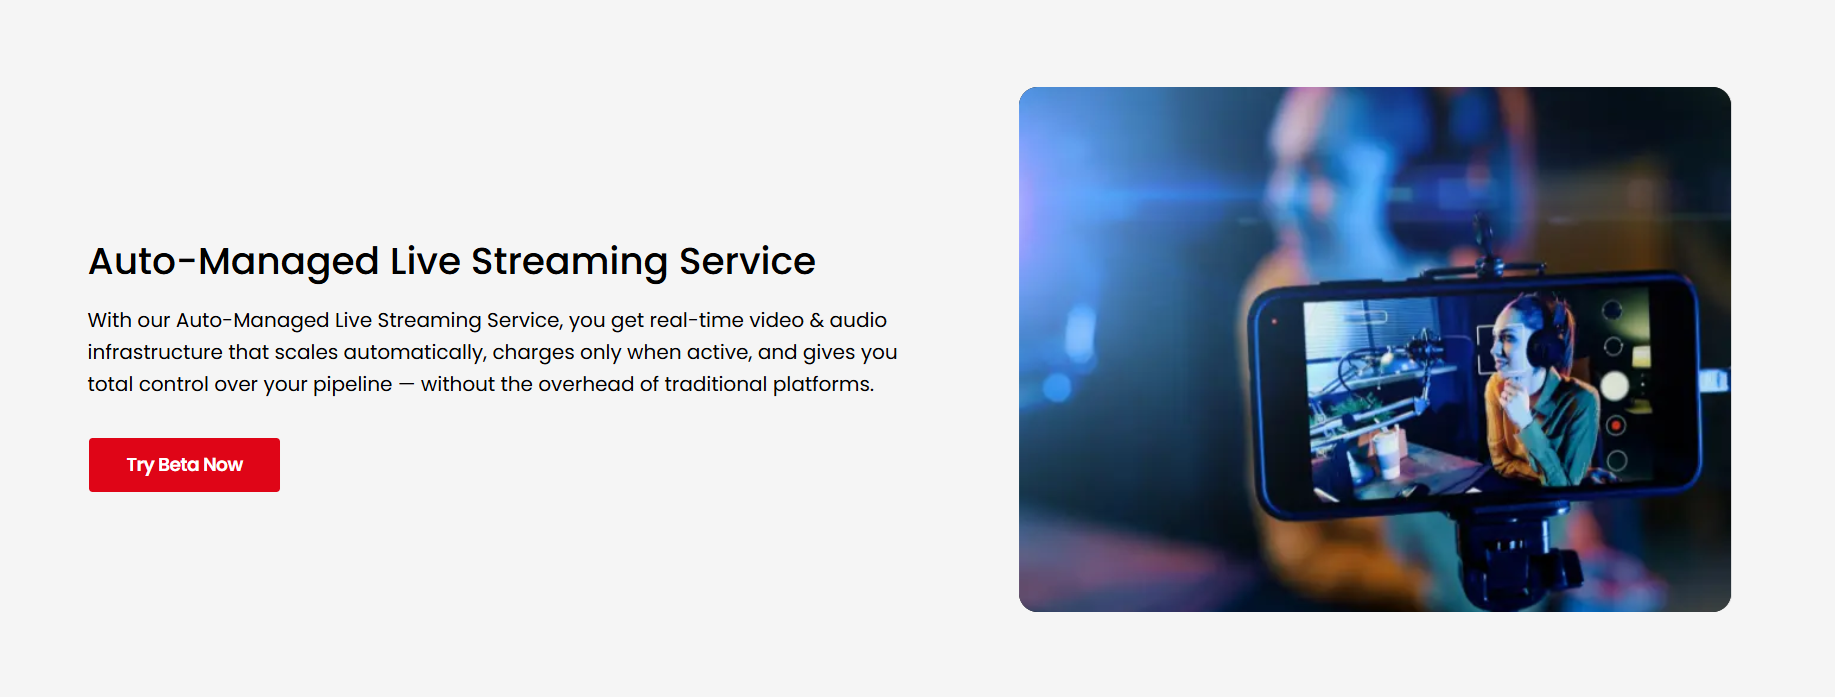 Auto-Managed Live Streaming Service
With our Auto-Managed Live Streaming Service, you get real-time video & audio
infrastructure that scales automatically, charges only when active, and gives you
total control over your pipeline — without the overhead of traditional platforms.
Try Beta Now